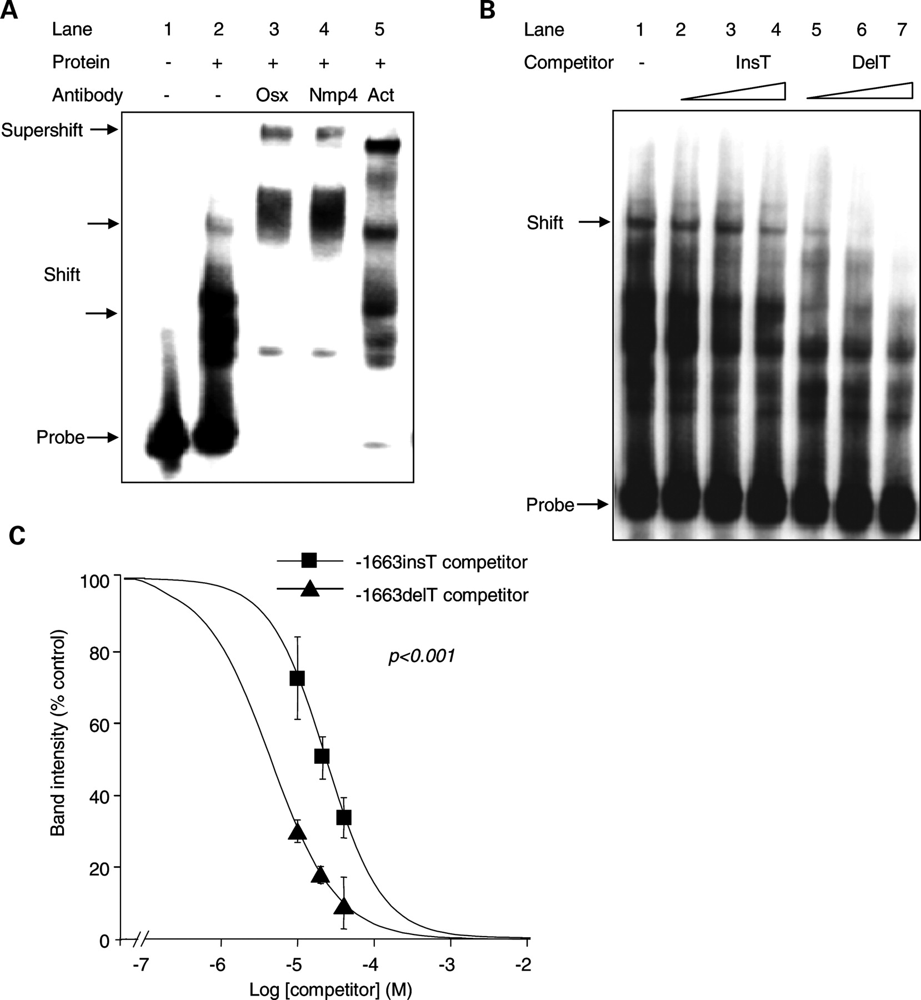 A
Lane 1 2 3 4 5
Protein - + + + +
Antibody - - Osx Nmp4 Act
Supershift
Shift
Probe
B
Lane 1 2 3 4 5 6 7
Competitor - InsT DelT
Shift
Probe
C
-1663insT competitor
-1663delT competitor
p<0.001
Band intensity (% control)
100
80
60
40
20
0
-7 -6 -5 -4 -3 -2
Log [competitor] (M)